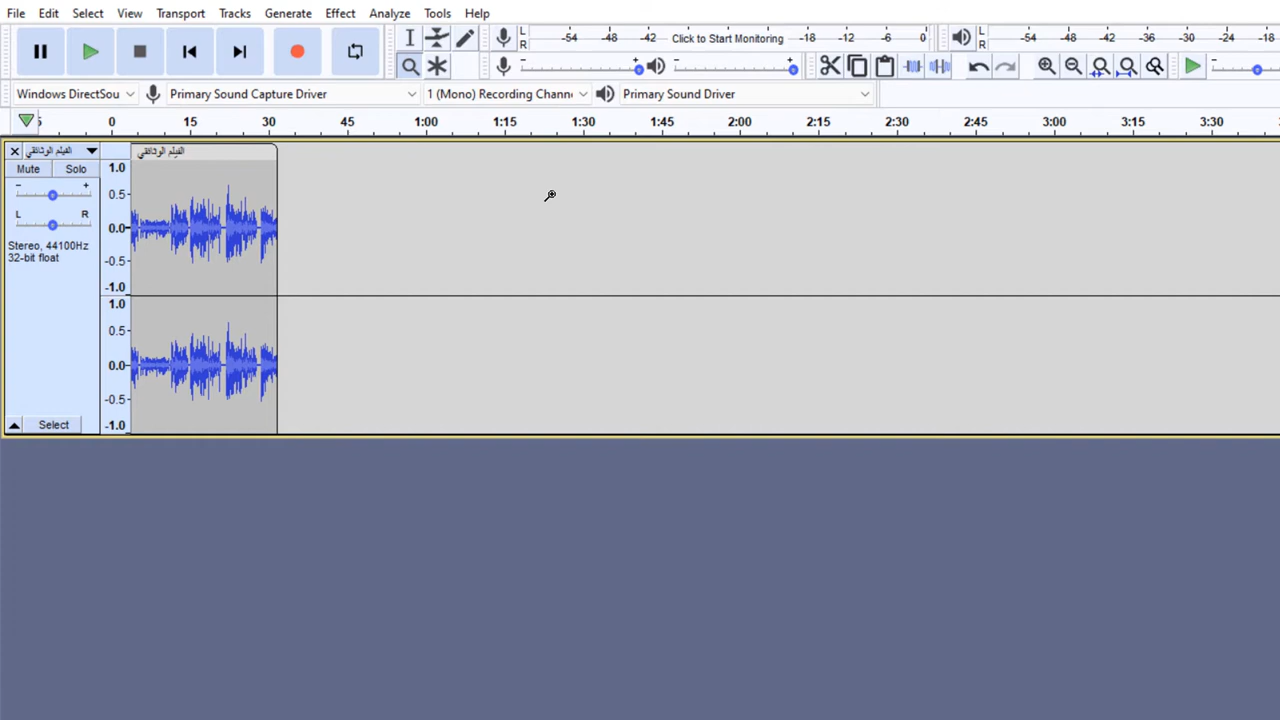 File Edit Select View Transport Tracks Generate Effect Analyze Tools Help
L R -54 -48 -42 Click to Start Monitoring -18 -12 -6 0 L R -54 -48 -42 -36 -30 -24 -18
- + - + -
Windows DirectSou Primary Sound Capture Driver 1 (Mono) Recording Chann Primary Sound Driver
0 15 30 45 1:00 1:15 1:30 1:45 2:00 2:15 2:30 2:45 3:00 3:15 3:30
الفيلم الوثائقي الفيلم الوثائقي
Mute Solo 1.0
- + 0.5
L R 0.0
Stereo, 44100Hz
32-bit float -0.5
-1.0
1.0
0.5
0.0
-0.5
Select -1.0